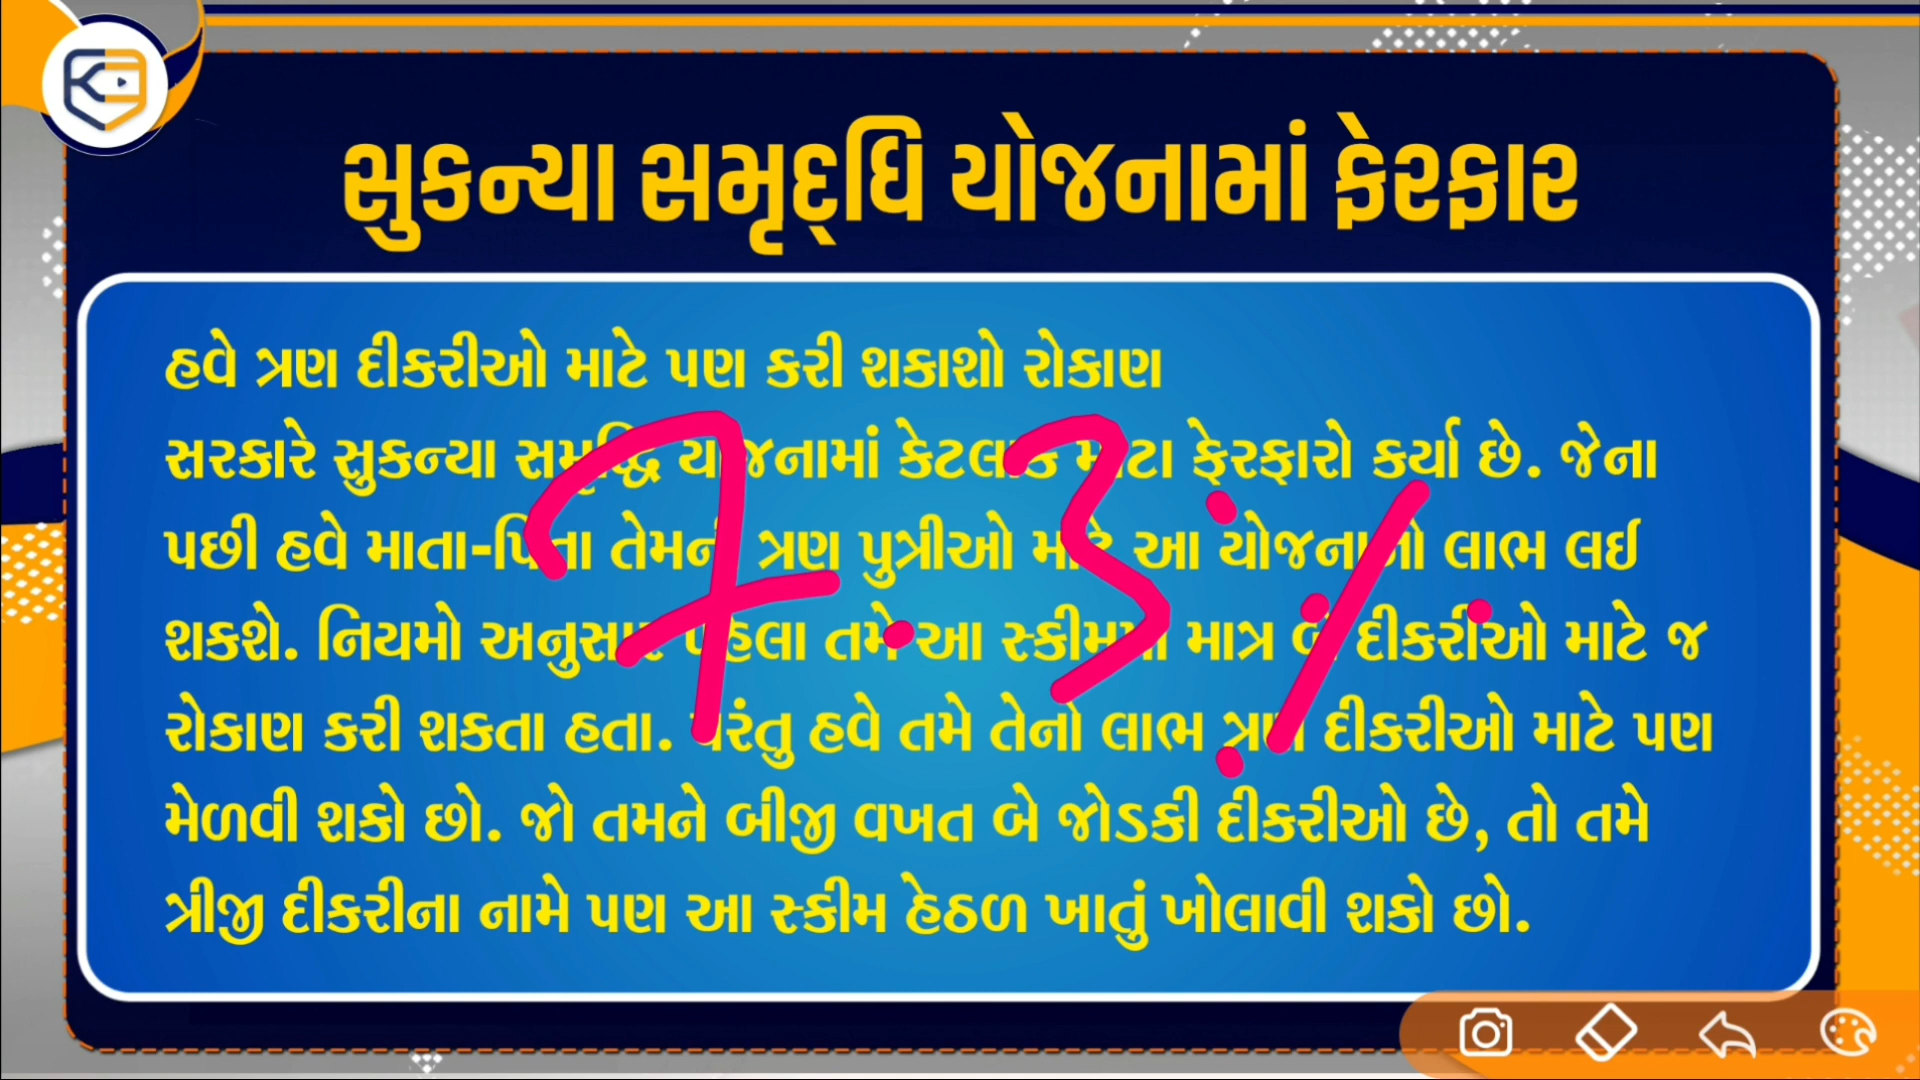 સુકન્યા સમૃદ્ધિ યોજનામાં ફેરફાર
હવે ત્રણ દીકરીઓ માટે પણ કરી શકાશો રોકાણ
સરકારે સુકન્યા સમૃદ્ધિ યોજનામાં કેટલાક મોટા ફેરફારો કર્યા છે. જેના
પછી હવે માતા-પિતા તેમની ત્રણ પુત્રીઓ માટે આ યોજનાનો લાભ લઈ
શકશે. નિયમો અનુસાર પહેલા તમે આ સ્કીમમાં માત્ર બે દીકરીઓ માટે જ
રોકાણ કરી શકતા હતા. પરંતુ હવે તમે તેનો લાભ ત્રણ દીકરીઓ માટે પણ
મેળવી શકો છો. જો તમને બીજી વખત બે જોડકી દીકરીઓ છે, તો તમે
ત્રીજી દીકરીના નામે પણ આ સ્કીમ હેઠળ ખાતું ખોલાવી શકો છો.
7.3%